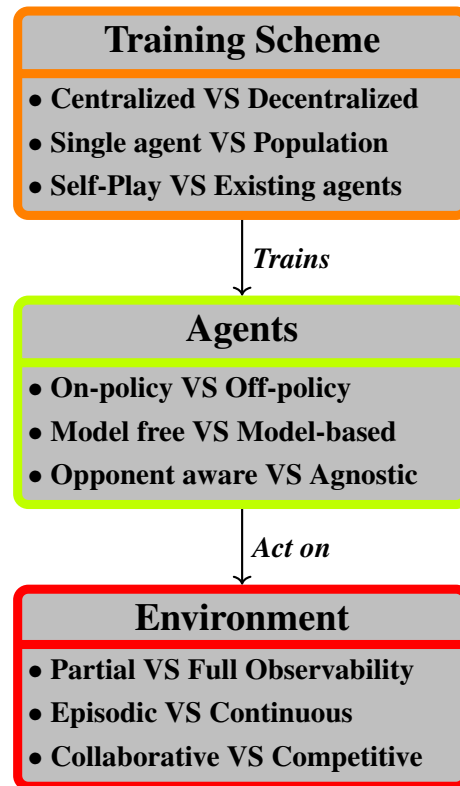 Training Scheme
• Centralized VS Decentralized
• Single agent VS Population
• Self-Play VS Existing agents
Trains
Agents
• On-policy VS Off-policy
• Model free VS Model-based
• Opponent aware VS Agnostic
Act on
Environment
• Partial VS Full Observability
• Episodic VS Continuous
• Collaborative VS Competitive